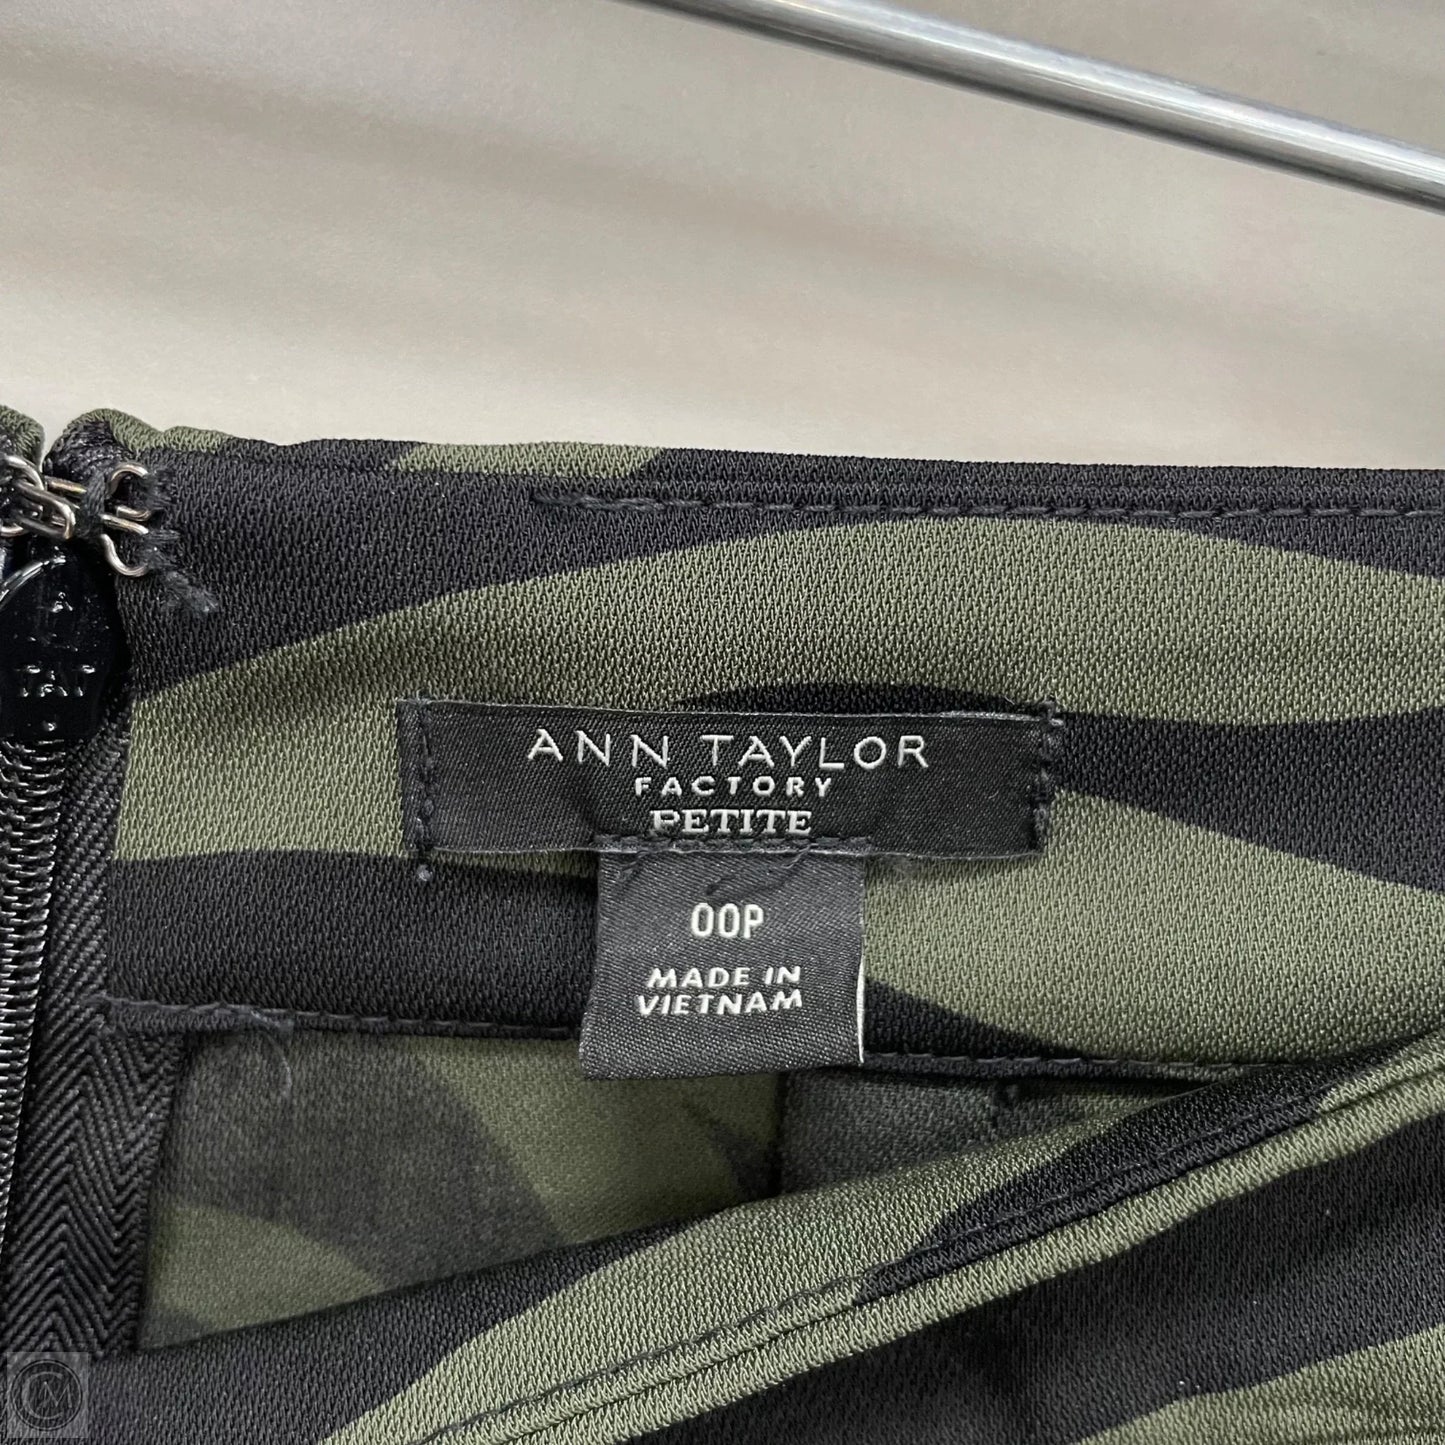 ANN TAYLOR
FACTORY
PETITE
00P
MADE IN
VIETNAM